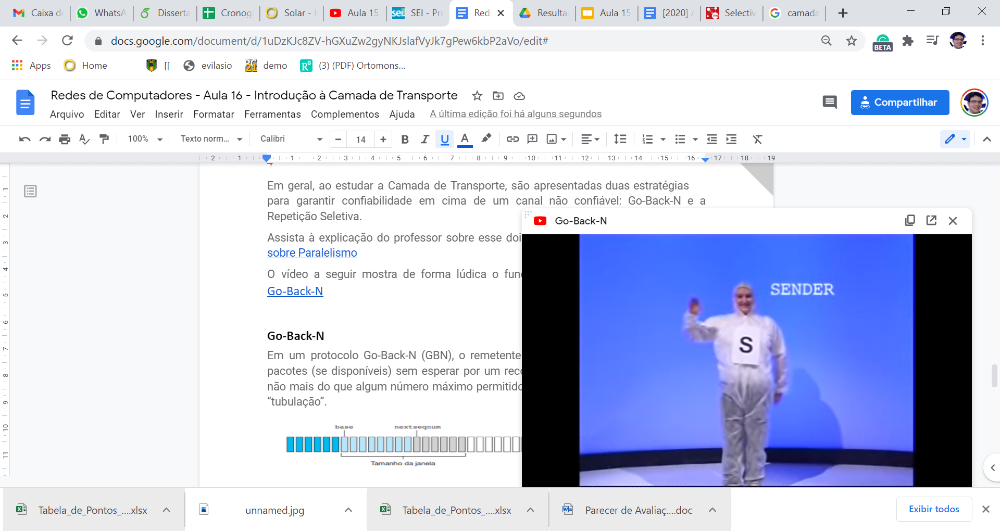 Caixa de
WhatsA
Disserta
Cronog
Solar -
Aula 15
SEI - Pr
Red
Resulta
Aula 15
[2020]
Selectiv
camada
docs.google.com/document/d/1uDzKJc8ZV-hGXuZw2gyNKJslafVyJk7gPew6kbP2aVo/edit#
BETA
Apps
Home
[[
evilasio
demo
(3) (PDF) Ortomons...
Redes de Computadores - Aula 16 - Introdução à Camada de Transporte
Arquivo Editar Ver Inserir Formatar Ferramentas Complementos Ajuda A última edição foi há alguns segundos
Compartilhar
100% Texto norm... Calibri − 14 + B I U A
2 1 1 2 3 4 5 6 7 8 9 10 11 12 13 14 15 16 17 18 19
1
2
3
4
5
6
7
8
9
10
11
Em geral, ao estudar a Camada de Transporte, são apresentadas duas estratégias
para garantir confiabilidade em cima de um canal não confiável: Go-Back-N e a
Repetição Seletiva.
Assista à explicação do professor sobre esse doi
sobre Paralelismo
O vídeo a seguir mostra de forma lúdica o fun
Go-Back-N
Go-Back-N
Em um protocolo Go-Back-N (GBN), o remetente
pacotes (se disponíveis) sem esperar por um rec
não mais do que algum número máximo permitido
“tubulação”.
base nextseqnum
Tamanho da janela
Go-Back-N
SENDER
S
Tabela_de_Pontos_....xlsx
unnamed.jpg
Tabela_de_Pontos_....xlsx
Parecer de Avaliaç....doc
Exibir todos